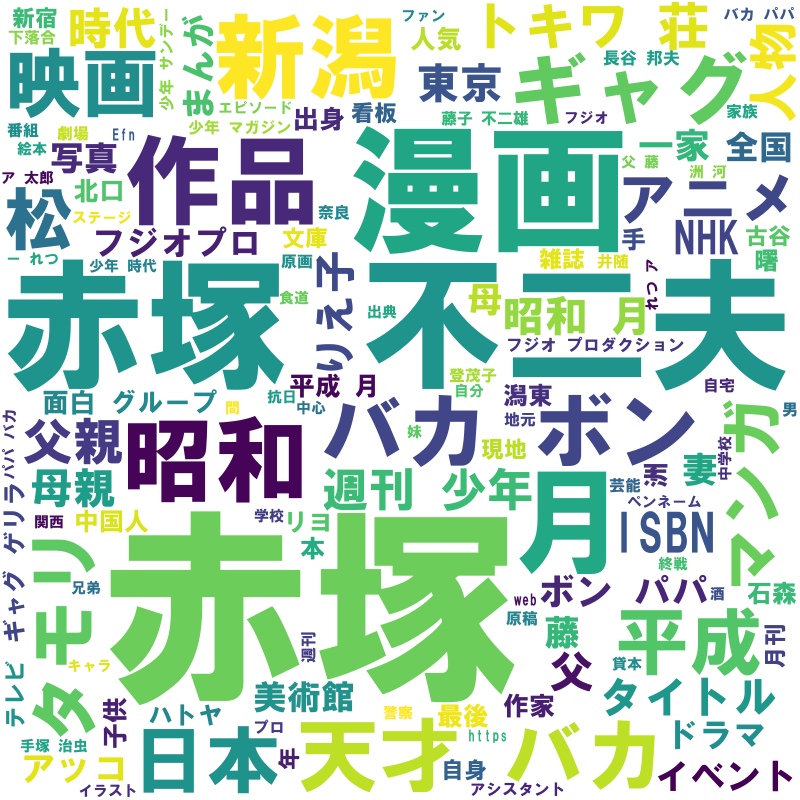 新宿
下落合
時代
少年 サンデー
まんが
新潟
ファン
人気
トキワ 荘
バカ パパ
人物
映画
エピソード
少年 マガジン
東京
長谷 邦夫
ギャグ
家族
番組
劇場
Efn
出身
看板
藤子 不二雄
フジオ
絵本
写真
作品
漫画
一家
全国
父 藤
洲 河
ア 太郎
北口
松
ステージ
奈良
アニメ
フジオプロ
文庫
手
NHK
古谷
ー れつ
少年 時代
原画
りえ子
雑誌
井随
曙
れつ ア
赤塚
不二夫
食道
出典
母
昭和 月
フジオ プロダクション
平成 月
登茂子
自分
潟東
自宅
面白 グループ
抗日
間
中心
バカ
ボン
地元
男
父親
昭和
妹
現地
マンガ
中学校
パパ バカ
母親
週刊 少年
月
芸能
洲
妻
ペンネーム
関西
中国人
学校
リヨ
本
ISBN
終戦
ギャグ ゲリラ
タモリ
兄弟
赤塚
web
ボン パパ
酒
石森
原稿
藤
平成
月刊
週刊
貸本
父
テレビ
キャラ
美術館
作家
タイトル
子供
ハトヤ
プロ
警察
最後
ドラマ
手塚 治虫
日本
年
天才
https
バカ
アッコ
自身
イベント
イラスト
アシスタント